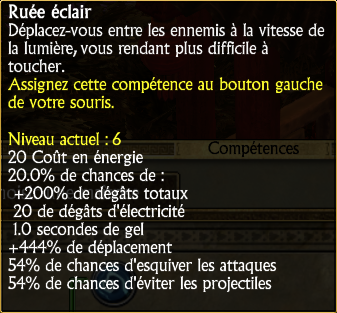 Ruée éclair
Déplacez-vous entre les ennemis à la vitesse de
la lumière, vous rendant plus difficile à
toucher.
Assignez cette compétence au bouton gauche
de votre souris.
Niveau actuel : 6
20 Coût en énergie
Compétences
20.0% de chances de :
+200% de dégâts totaux
20 de dégâts d'électricité
1.0 secondes de gel
+444% de déplacement
54% de chances d'esquiver les attaques
54% de chances d'éviter les projectiles